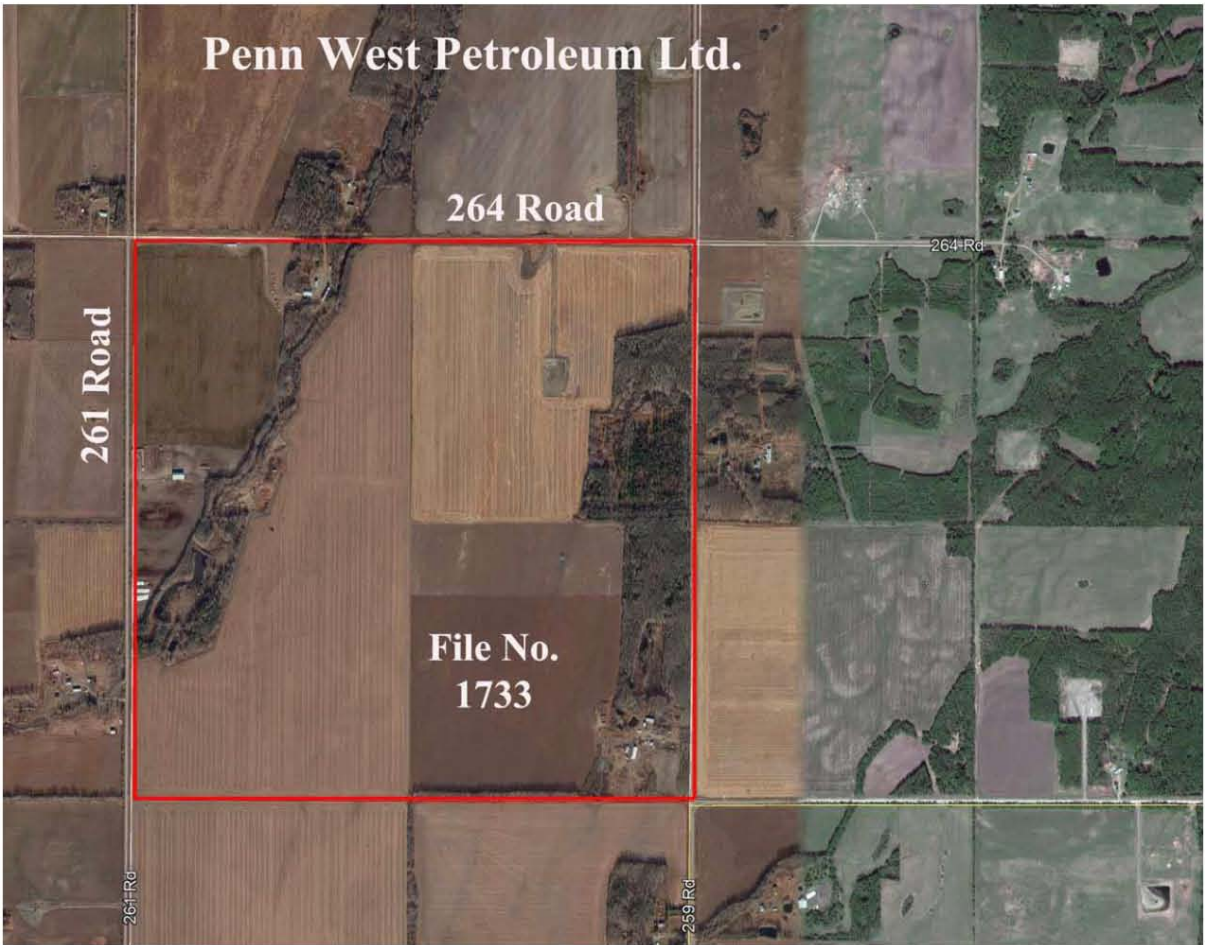 Penn West Petroleum Ltd.
264 Road
264 Rd
261 Road
File No.
1733
261 Rd
259 Rd